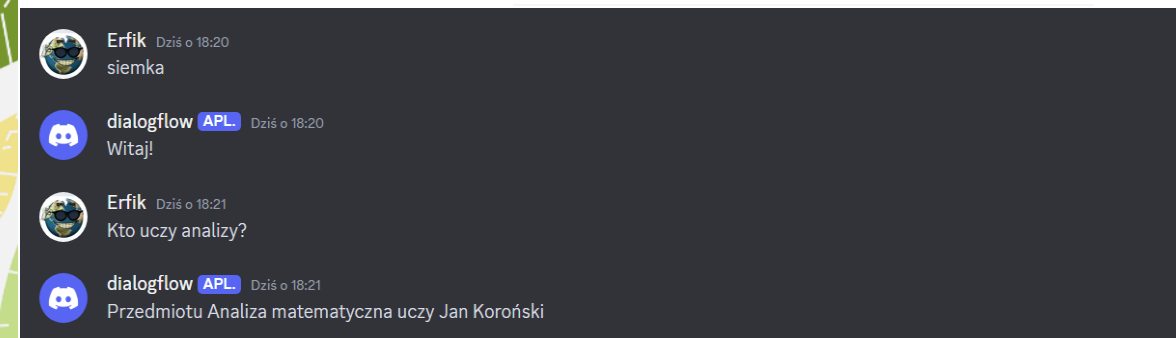 Erfik Dziś o 18:20
siemka
dialogflow APL. Dziś o 18:20
Witaj!
Erfik Dziś o 18:21
Kto uczy analizy?
dialogflow APL. Dziś o 18:21
Przedmiotu Analiza matematyczna uczy Jan Koroński